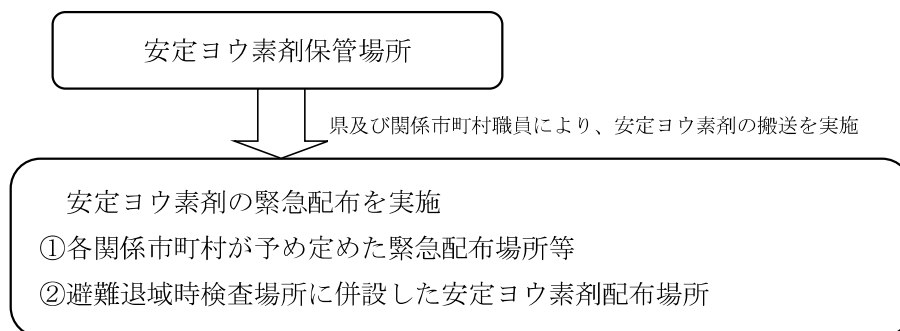 安定ヨウ素剤保管場所
県及び関係市町村職員により、安定ヨウ素剤の搬送を実施
安定ヨウ素剤の緊急配布を実施
①各関係市町村が予め定めた緊急配布場所等
②避難退域時検査場所に併設した安定ヨウ素剤配布場所